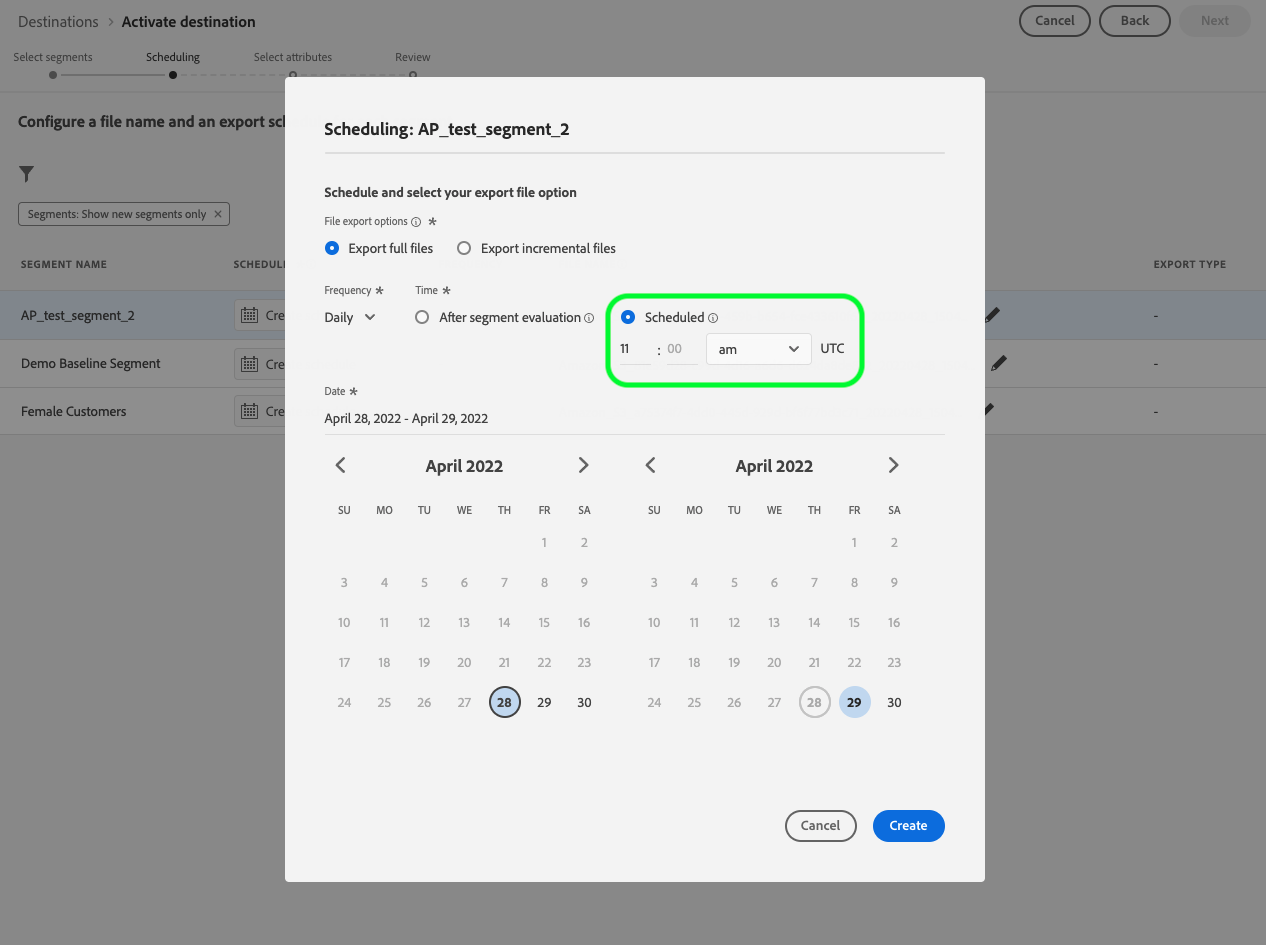 Destinations > Activate destination
Cancel Back Next
Select segments Scheduling Select attributes Review
Configure a file name and an export sc
Segments: Show new segments only ×
SEGMENT NAME SCHEDUL EXPORT TYPE
AP_test_segment_2 Cre -
Demo Baseline Segment Cre -
Female Customers Cre -
Scheduling: AP_test_segment_2
Schedule and select your export file option
File export options *
Export full files Export incremental files
Frequency * Time *
Daily After segment evaluation Scheduled
11 : 00 am UTC
Date *
April 28, 2022 - April 29, 2022
April 2022 April 2022
SU MO TU WE TH FR SA SU MO TU WE TH FR SA
1 2 1 2
3 4 5 6 7 8 9 3 4 5 6 7 8 9
10 11 12 13 14 15 16 10 11 12 13 14 15 16
17 18 19 20 21 22 23 17 18 19 20 21 22 23
24 25 26 27 28 29 30 24 25 26 27 28 29 30
Cancel Create